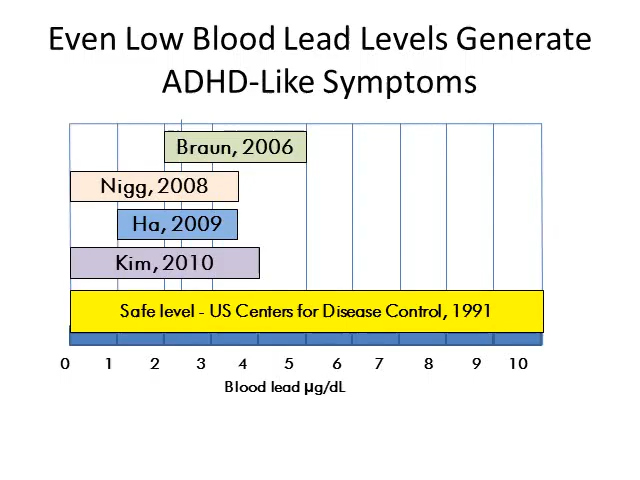 Even Low Blood Lead Levels Generate
ADHD-Like Symptoms
Braun, 2006
Nigg, 2008
Ha, 2009
Kim, 2010
Safe level - US Centers for Disease Control, 1991
0 1 2 3 4 5 6 7 8 9 10
Blood lead µg/dL